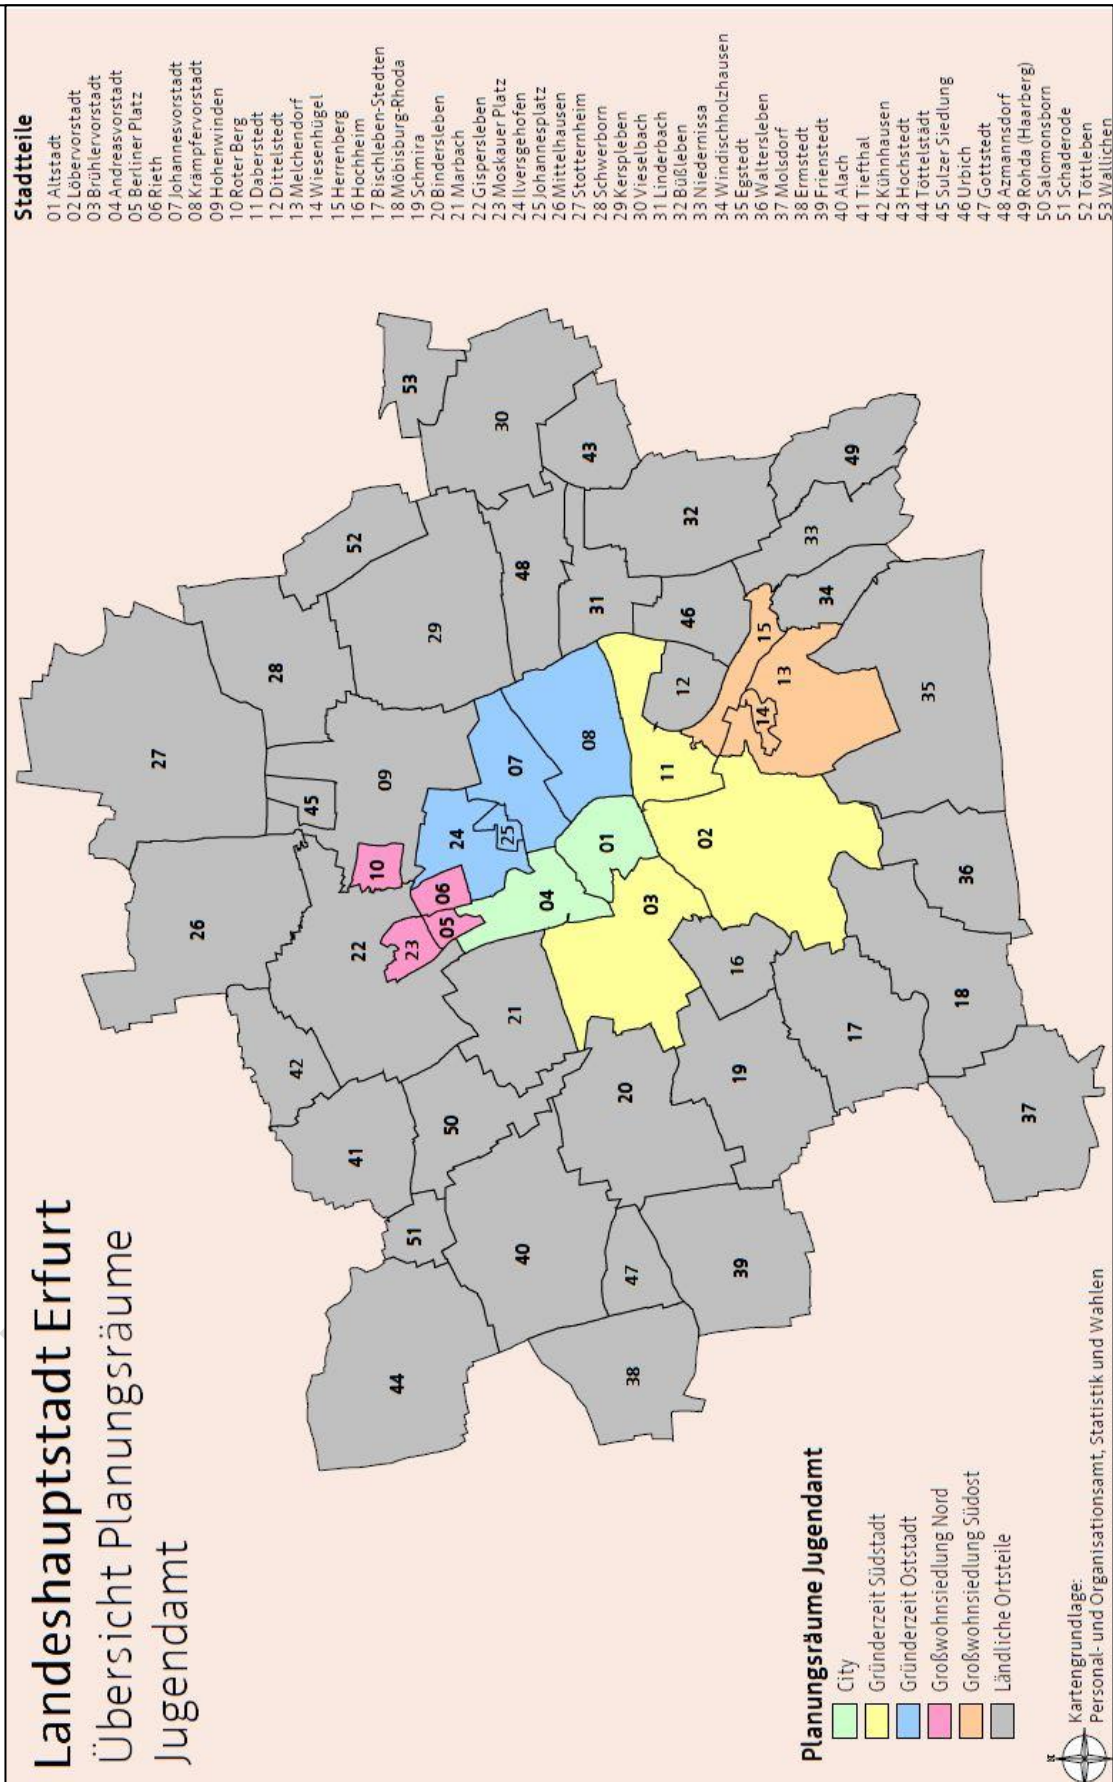 Landeshauptstadt Erfurt
Übersicht Planungsräume
Jugendamt
Stadtteile
01 Altstadt
02 Löbervorstadt
03 Brühlervorstadt
04 Andreasvorstadt
05 Berliner Platz
06 Rieth
07 Johannesvorstadt
08 Krämpfervorstadt
09 Hohenwinden
10 Roter Berg
11 Daberstedt
12 Dittelstedt
13 Melchendorf
14 Wiesenhügel
15 Herrenberg
16 Hochheim
17 Bischleben-Stedten
18 Möbisburg-Rhoda
19 Schmira
20 Bindersleben
21 Marbach
22 Gispersleben
23 Moskauer Platz
24 Ilversgehofen
25 Johannesplatz
26 Mittelhausen
27 Stotternheim
28 Schwerborn
29 Kerspleben
30 Vieselbach
31 Linderbach
32 Büßleben
33 Niedernissa
34 Windischholzhausen
35 Egstedt
36 Waltersleben
37 Molsdorf
38 Ermstedt
39 Frienstedt
40 Alach
41 Tiefthal
42 Kühnhausen
43 Hochstedt
44 Töttelstädt
45 Sulzer Siedlung
46 Urbich
47 Gottstedt
48 Azmannsdorf
49 Rohda (Haarberg)
50 Salomonsborn
51 Schaderode
52 Töttleben
53 Wallichen
27
26
28
52
53
45
09
10
22
42
29
30
41
06
05
23
24
25
07
48
43
44
51
50
21
04
01
08
31
40
20
03
02
11
12
46
32
47
38
39
19
16
14
13
15
34
33
49
17
18
36
35
37
Planungsräume Jugendamt
City
Gründerzeit Südstadt
Gründerzeit Oststadt
Großwohnsiedlung Nord
Großwohnsiedlung Südost
Ländliche Ortsteile
N
Kartengrundlage:
Personal- und Organisationsamt, Statistik und Wahlen